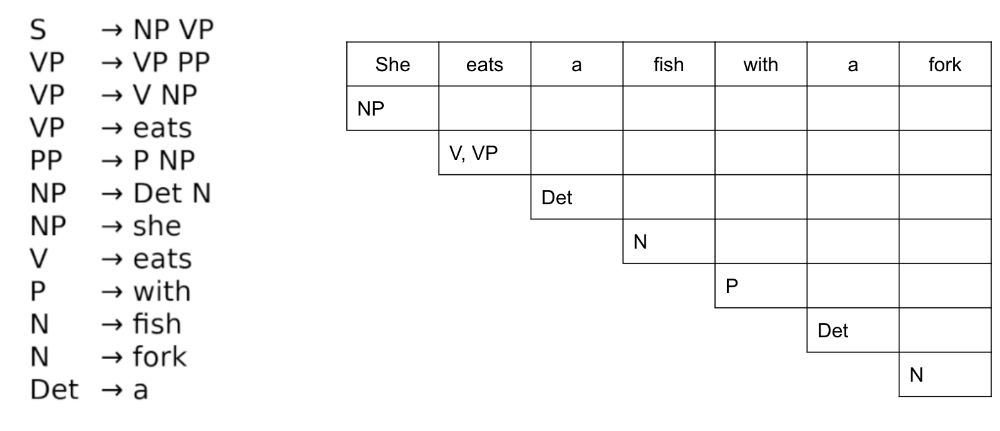 S → NP VP
VP → VP PP
VP → V NP
VP → eats
PP → P NP
NP → Det N
NP → she
V → eats
P → with
N → fish
N → fork
Det → a
She eats a fish with a fork
NP
V, VP
Det
N
P
Det
N